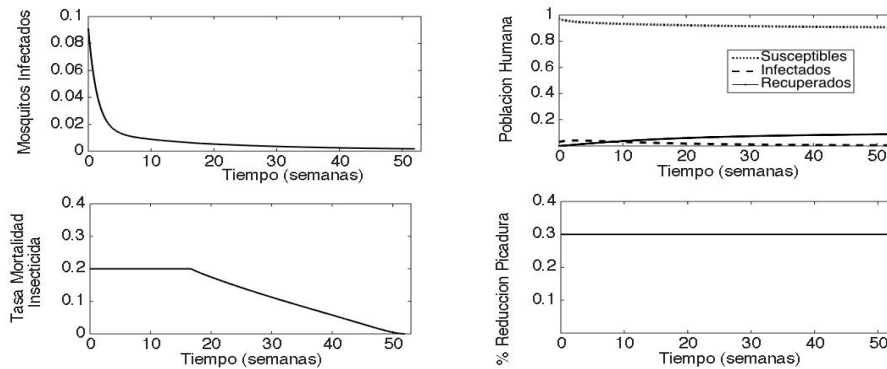 Mosquitos Infectados
0.1
0.08
0.06
0.04
0.02
0
0 10 20 30 40 50
Tiempo (semanas)
Poblacion Humana
1
0.8
0.6
0.4
0.2
Susceptibles
Infectados
Recuperados
0 10 20 30 40 50
Tiempo (semanas)
Tasa Mortalidad
Insecticida
0.4
0.3
0.2
0.1
0
0 10 20 30 40 50
Tiempo (semanas)
% Reduccion Picadura
0.4
0.3
0.2
0.1
0 10 20 30 40 50
Tiempo (semanas)